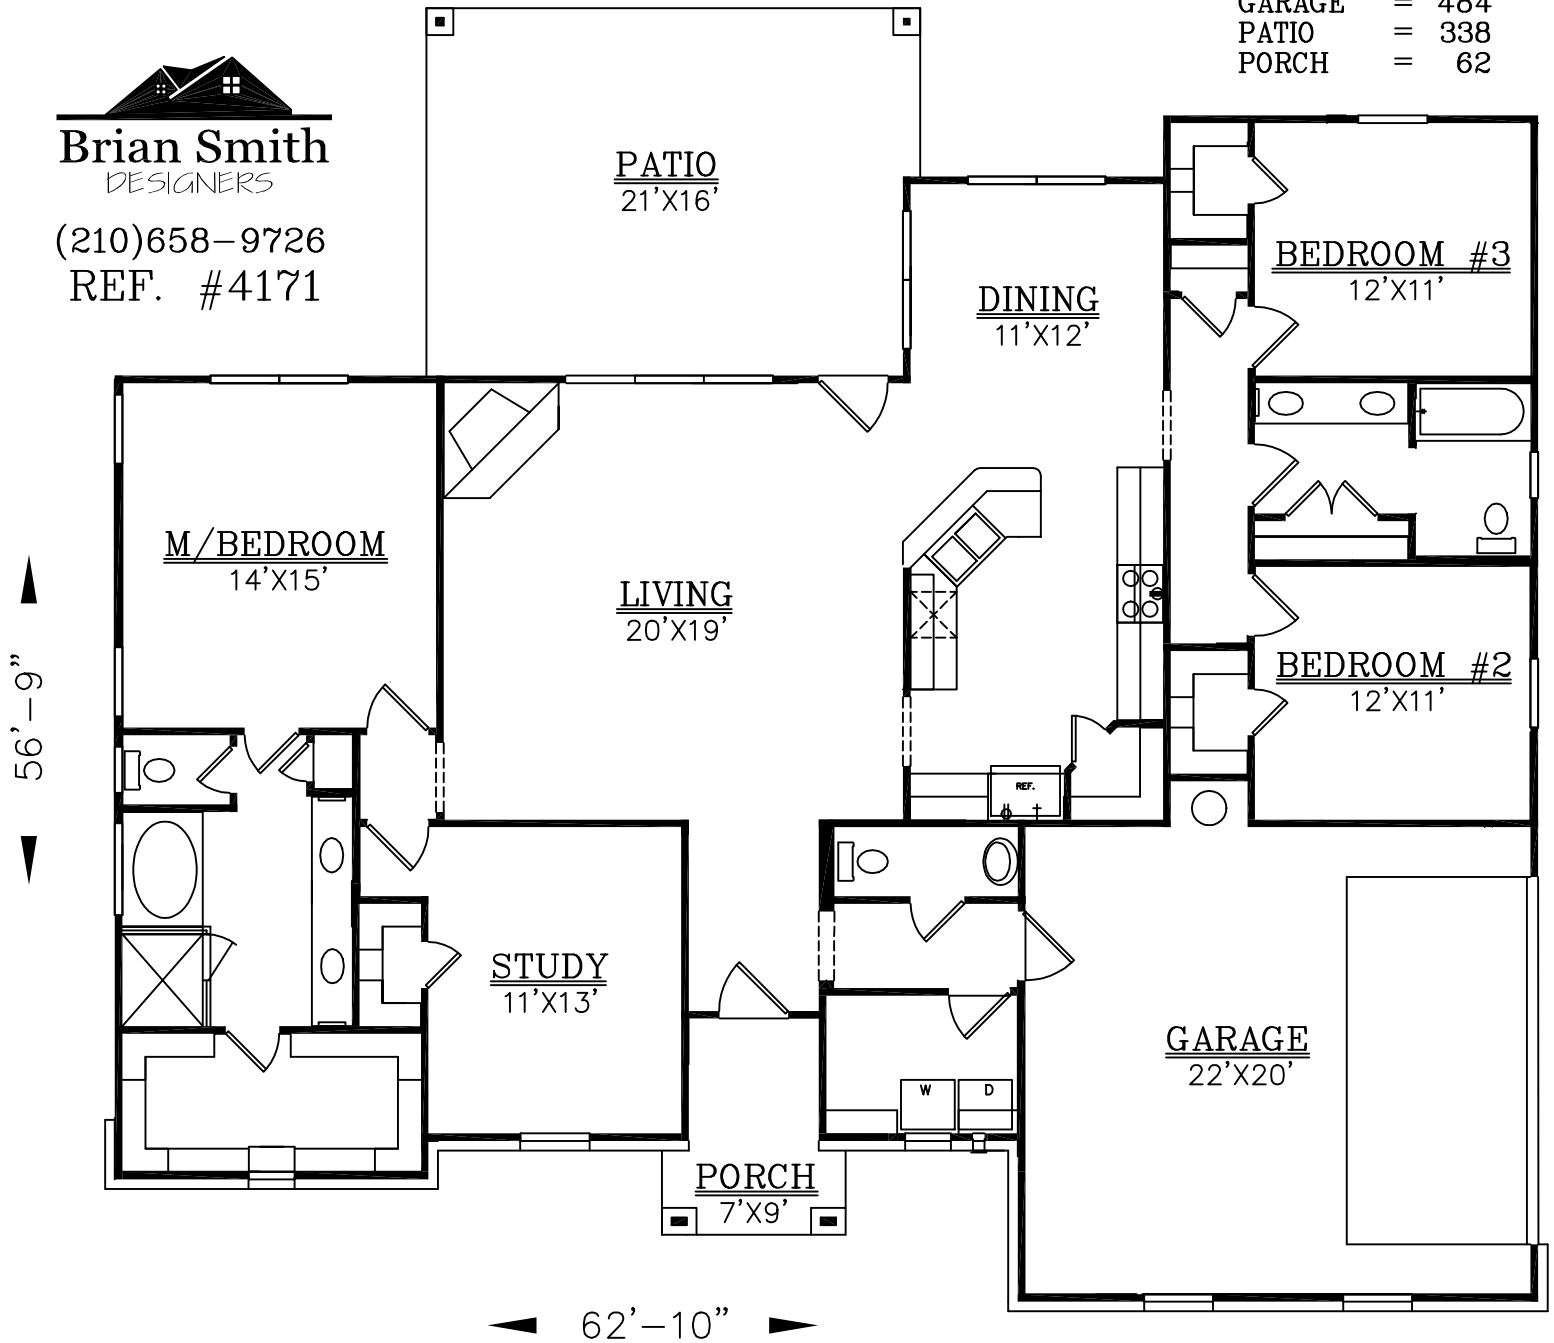 GARAGE = 484
PATIO = 338
PORCH = 62
Brian Smith
DESIGNERS
(210)658-9726
REF. #4171
PATIO
21'X16'
BEDROOM #3
12'X11'
DINING
11'X12'
M/BEDROOM
14'X15'
LIVING
20'X19'
BEDROOM #2
12'X11'
56'-9"
REF.
STUDY
11'X13'
GARAGE
22'X20'
W D
PORCH
7'X9'
62'-10"